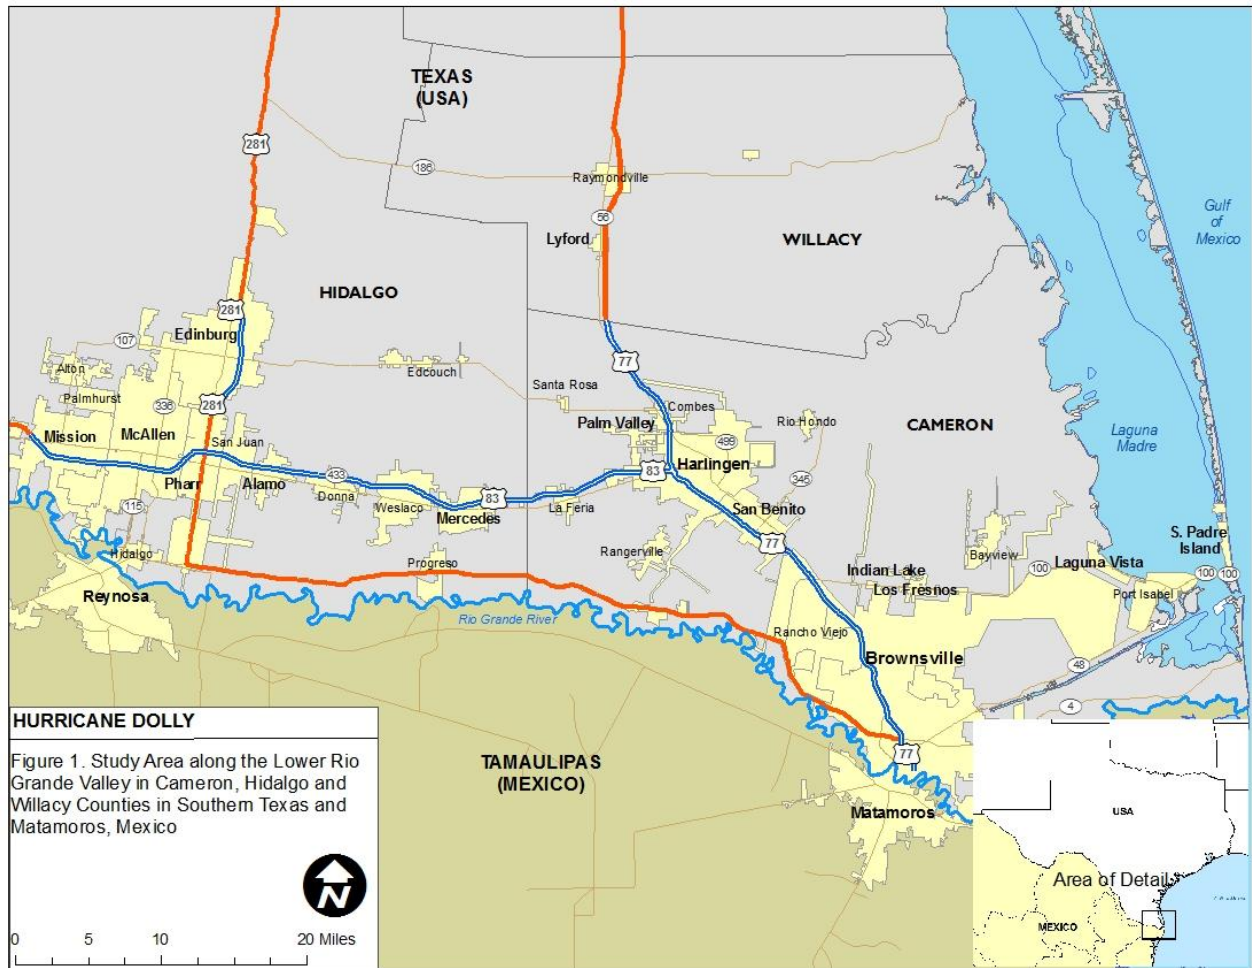 TEXAS
(USA)
281
186
Raymondville
Gulf
of
Mexico
56
Lyford
WILLACY
HIDALGO
281
Edinburg
107
77
Alton
Edcouch
Santa Rosa
Palmhurst
336
281
Combes
Palm Valley
Rio Hondo
CAMERON
Laguna
Madre
Mission
McAllen
San Juan
499
Harlingen
Pharr
Alamo
433
Donna
83
83
345
Weslaco
Mercedes
La Feria
San Benito
115
77
S. Padre
Island
Hidalgo
Progreso
Rangerville
Bayview
Indian Lake
Los Fresnos
100
Laguna Vista
100
100
Port Isabel
Reynosa
Rio Grande River
Rancho Viejo
Brownsville
48
4
HURRICANE DOLLY
Figure 1. Study Area along the Lower Rio
Grande Valley in Cameron, Hidalgo and
Willacy Counties in Southern Texas and
Matamoros, Mexico
N
0 5 10 20 Miles
TAMAULIPAS
(MEXICO)
77
Matamoros
USA
Area of Detail
MEXICO